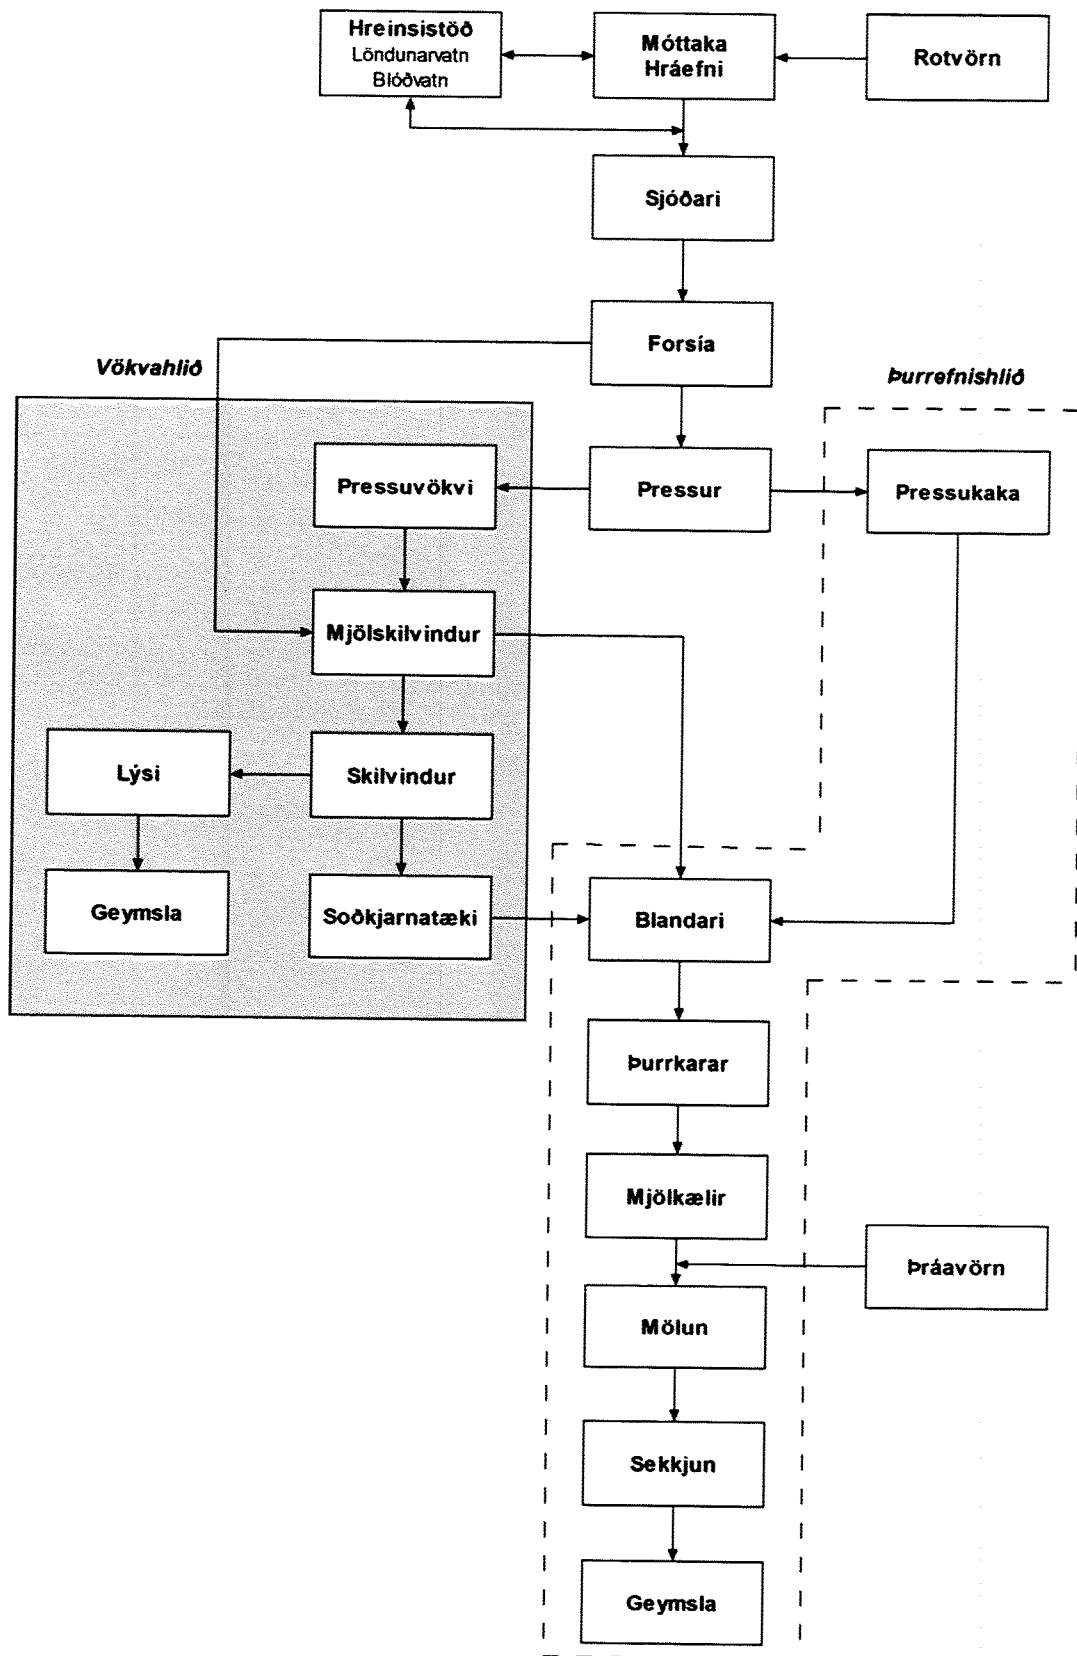 Hreinsistöð
Löndunarvatn
Blóðvatn
Móttaka
Hráefni
Rotvörn
Sjóðari
Forsía
Vökvahlið
Þurrefnishlið
Pressuvökvi
Pressur
Pressukaka
Mjölskilvindur
Lýsi
Skilvindur
Geymsla
Soðkjarnatæki
Blandari
Þurrkarar
Mjölkælir
Þráavörn
Mölun
Sekkjun
Geymsla